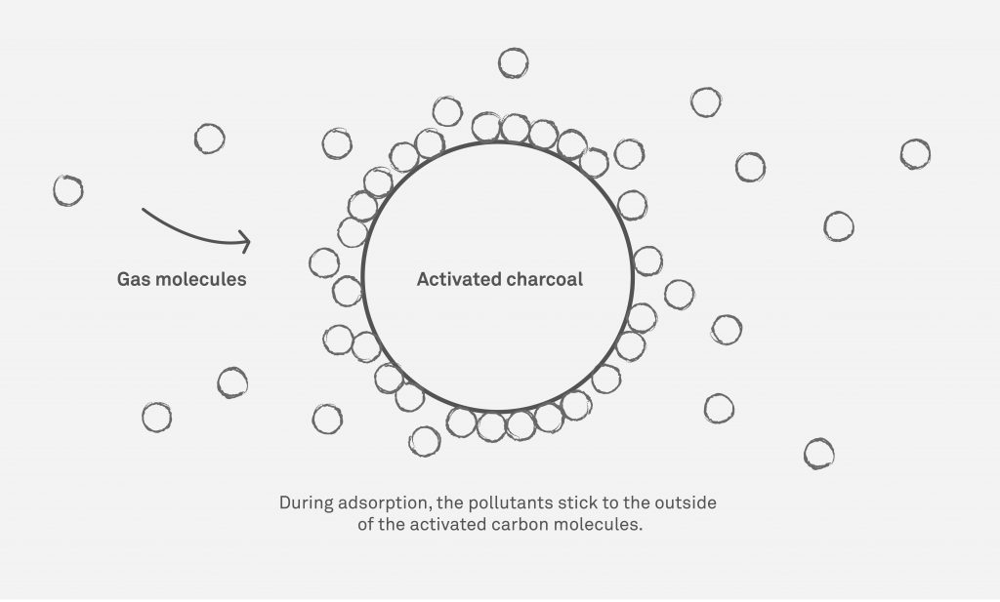 Gas molecules
Activated charcoal
During adsorption, the pollutants stick to the outside
of the activated carbon molecules.